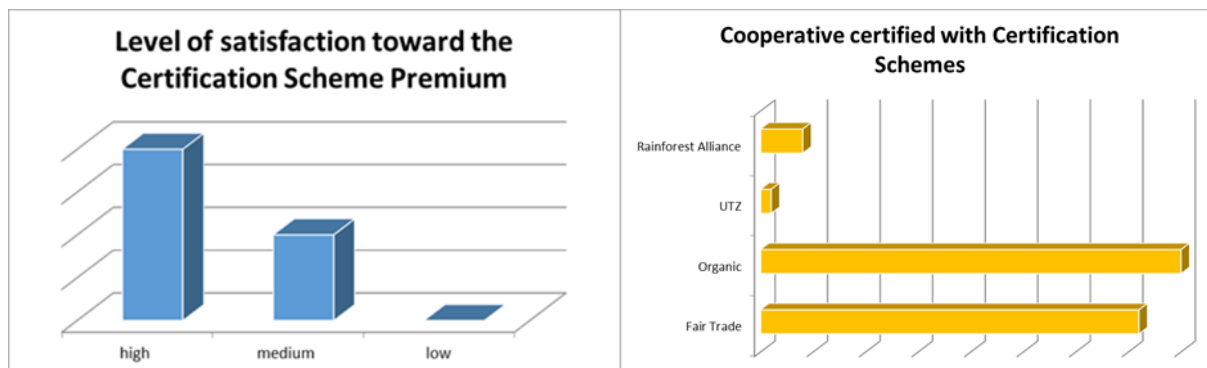 Level of satisfaction toward the
Certification Scheme Premium
high
medium
low
Cooperative certified with Certification
Schemes
Rainforest Alliance
UTZ
Organic
Fair Trade